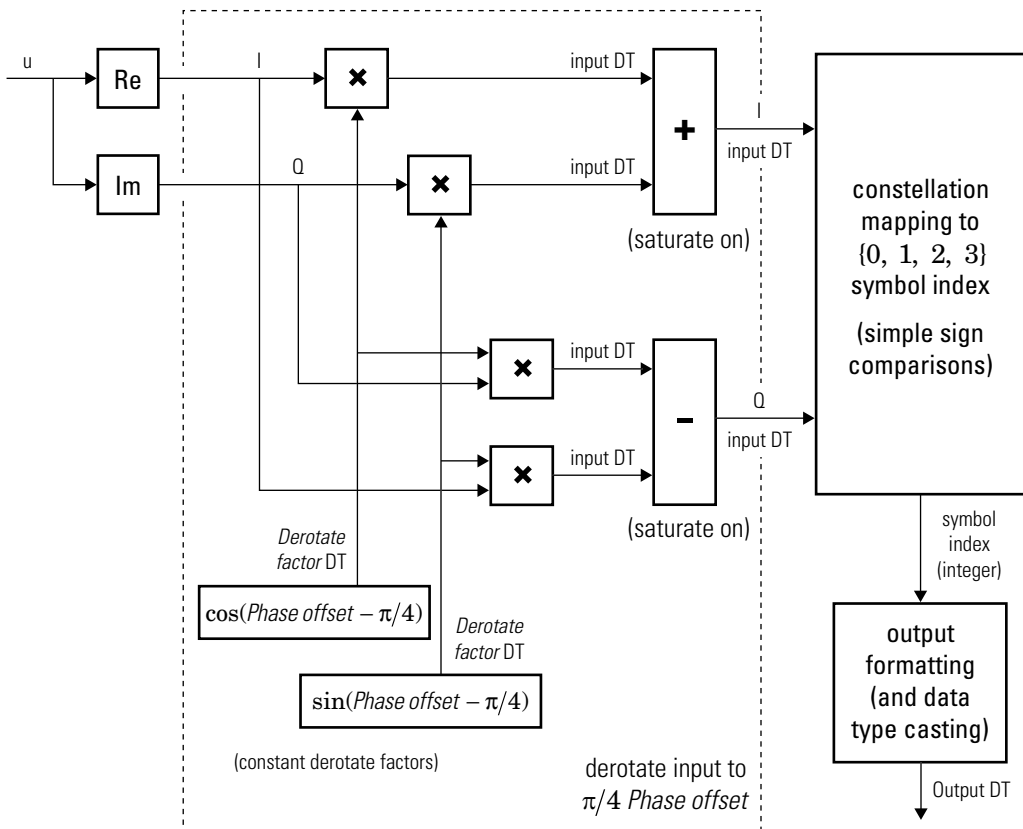 u
Re
I
×
input DT
Im
Q
×
input DT
+
I
input DT
(saturate on)
×
input DT
×
input DT
-
Q
input DT
(saturate on)
constellation
mapping to
{0, 1, 2, 3}
symbol index
(simple sign
comparisons)
Derotate
factor DT
cos(Phase offset − π/4)
Derotate
factor DT
sin(Phase offset − π/4)
(constant derotate factors)
derotate input to
π/4 Phase offset
symbol
index
(integer)
output
formatting
(and data
type casting)
Output DT